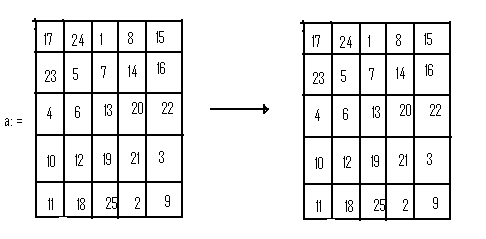 17 24 1 8 15 17 24 1 8 15
23 5 7 14 16 23 5 7 14 16
4 6 13 20 22 4 6 13 20 22
a: =
10 12 19 21 3 10 12 19 21 3
11 18 25 2 9 11 18 25 2 9